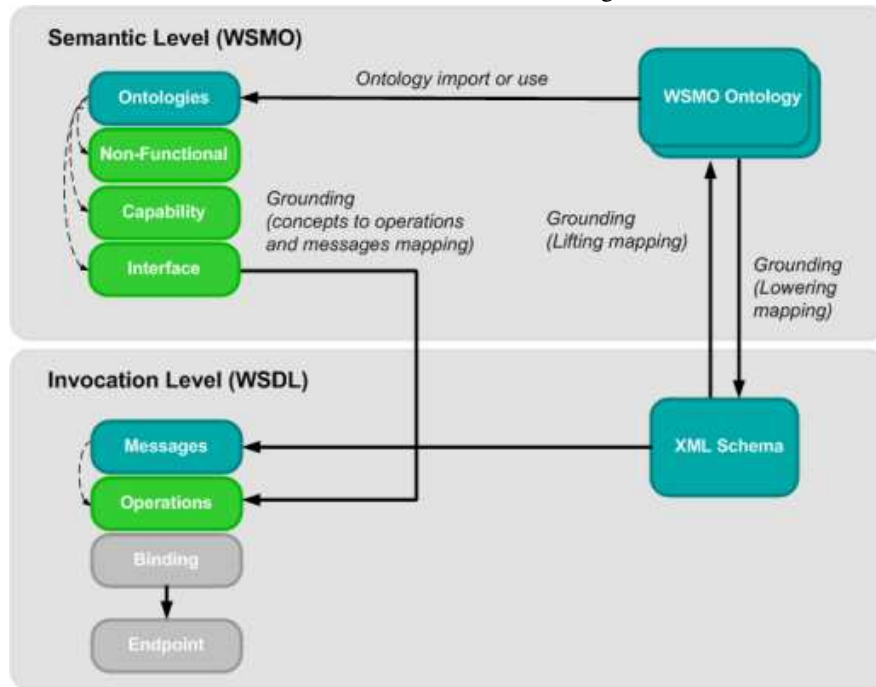 Semantic Level (WSMO)
Ontologies
Non-Functional
Capability
Interface
Ontology import or use
WSMO Ontology
Grounding
(concepts to operations
and messages mapping)
Grounding
(Lifting mapping)
Grounding
(Lowering
mapping)
Invocation Level (WSDL)
Messages
Operations
Binding
Endpoint
XML Schema